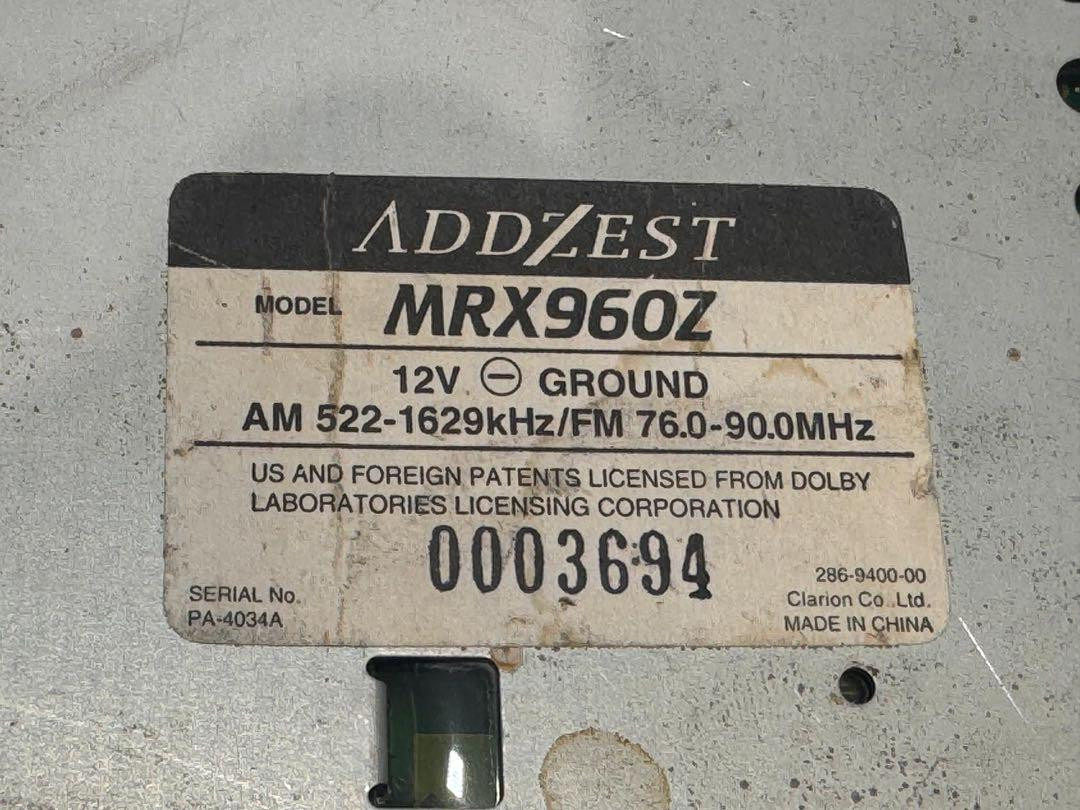 ADDZEST
MODEL MRX960Z
12V ⊖ GROUND
AM 522-1629kHz/FM 76.0-90.0MHz
US AND FOREIGN PATENTS LICENSED FROM DOLBY
LABORATORIES LICENSING CORPORATION
0003694
SERIAL No.
PA-4034A
286-9400-00
Clarion Co.,Ltd.
MADE IN CHINA